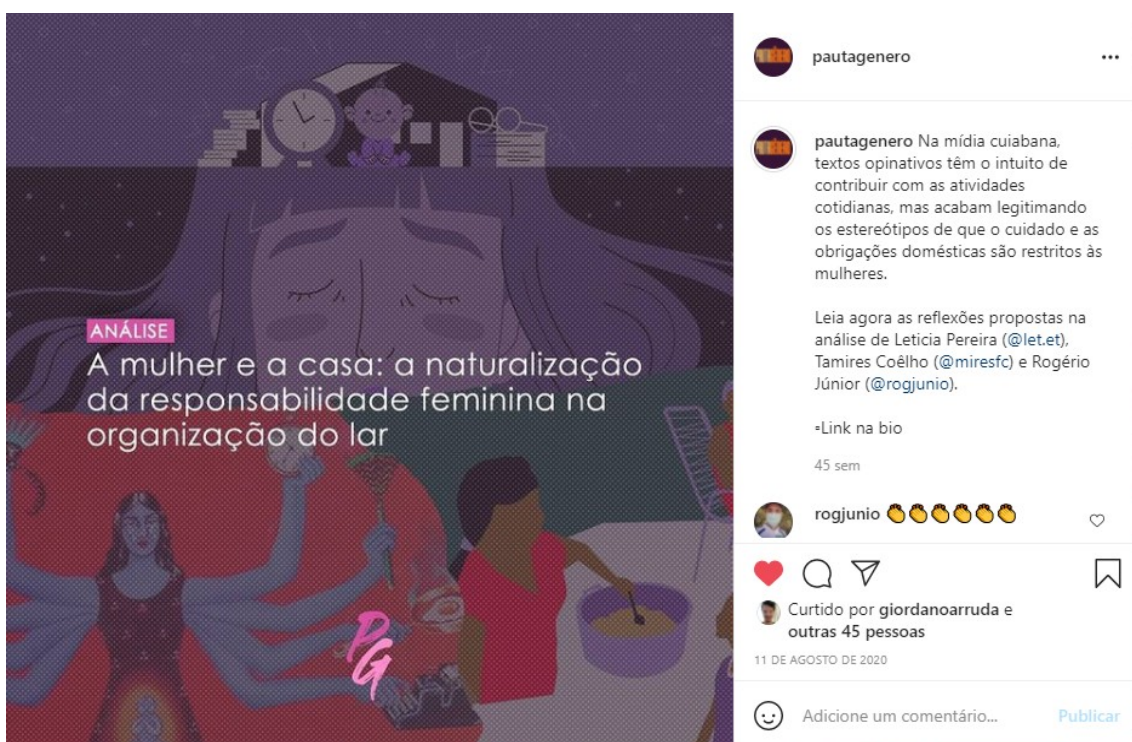 ANÁLISE
A mulher e a casa: a naturalização
da responsabilidade feminina na
organização do lar
PG
pautagenero
pautagenero Na mídia cuiabana,
textos opinativos têm o intuito de
contribuir com as atividades
cotidianas, mas acabam legitimando
os estereótipos de que o cuidado e as
obrigações domésticas são restritos às
mulheres.
Leia agora as reflexões propostas na
análise de Leticia Pereira (@let.et),
Tamires Coêlho (@miresfc) e Rogério
Júnior (@rogjunio).
▫Link na bio
45 sem
rogjunio 👏👏👏👏👏👏
Curtido por giordanoarruda e
outras 45 pessoas
11 DE AGOSTO DE 2020
Adicione um comentário... Publicar